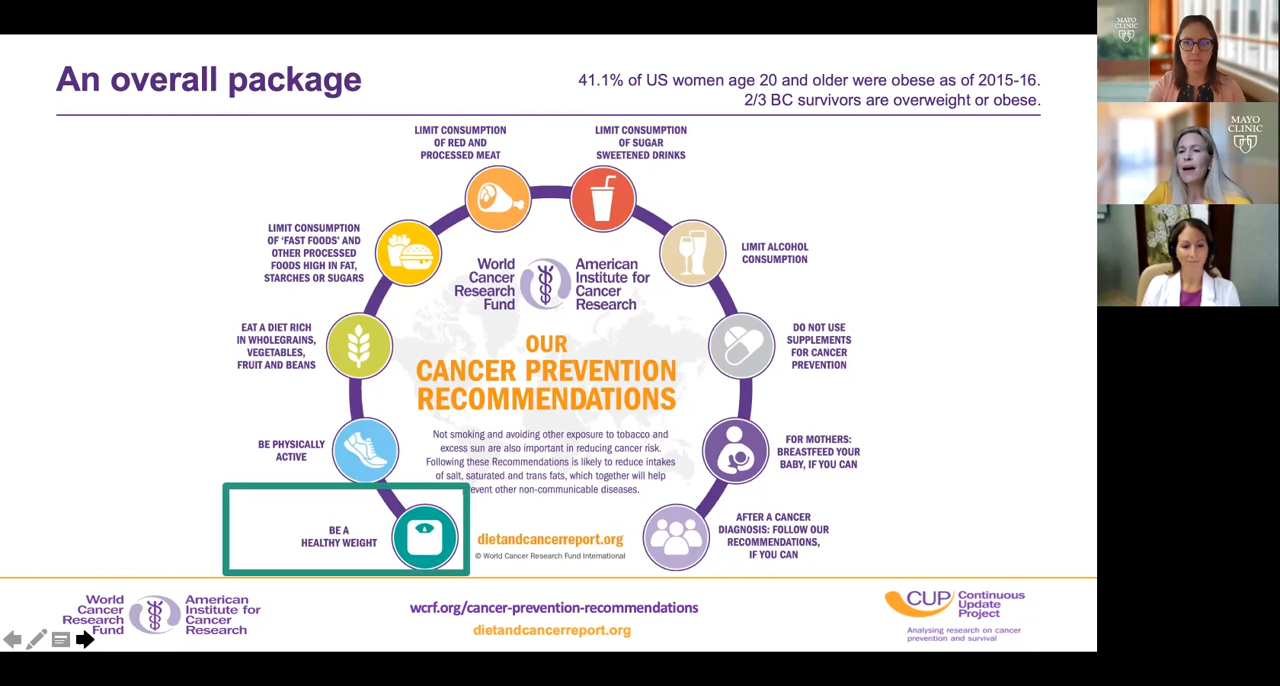 An overall package
41.1% of US women age 20 and older were obese as of 2015-16.
2/3 BC survivors are overweight or obese.
LIMIT CONSUMPTION
OF RED AND
PROCESSED MEAT
LIMIT CONSUMPTION
OF SUGAR
SWEETENED DRINKS
LIMIT CONSUMPTION
OF ‘FAST FOODS’ AND
OTHER PROCESSED
FOODS HIGH IN FAT,
STARCHES OR SUGARS
LIMIT ALCOHOL
CONSUMPTION
World
Cancer
Research
Fund
American
Institute for
Cancer
Research
EAT A DIET RICH
IN WHOLEGRAINS,
VEGETABLES,
FRUIT AND BEANS
DO NOT USE
SUPPLEMENTS
FOR CANCER
PREVENTION
OUR
CANCER PREVENTION
RECOMMENDATIONS
Not smoking and avoiding other exposure to tobacco and
excess sun are also important in reducing cancer risk.
Following these Recommendations is likely to reduce intakes
of salt, saturated and trans fats, which together will help
event other non-communicable diseases.
BE PHYSICALLY
ACTIVE
FOR MOTHERS:
BREASTFEED YOUR
BABY, IF YOU CAN
BE A
HEALTHY WEIGHT
AFTER A CANCER
DIAGNOSIS: FOLLOW OUR
RECOMMENDATIONS,
IF YOU CAN
dietandcancerreport.org
© World Cancer Research Fund International
World
Cancer
Research
Fund
American
Institute for
Cancer
Research
wcrf.org/cancer-prevention-recommendations
dietandcancerreport.org
CUP
Continuous
Update
Project
Analysing research on cancer
prevention and survival
MAYO
CLINIC
MAYO
CLINIC